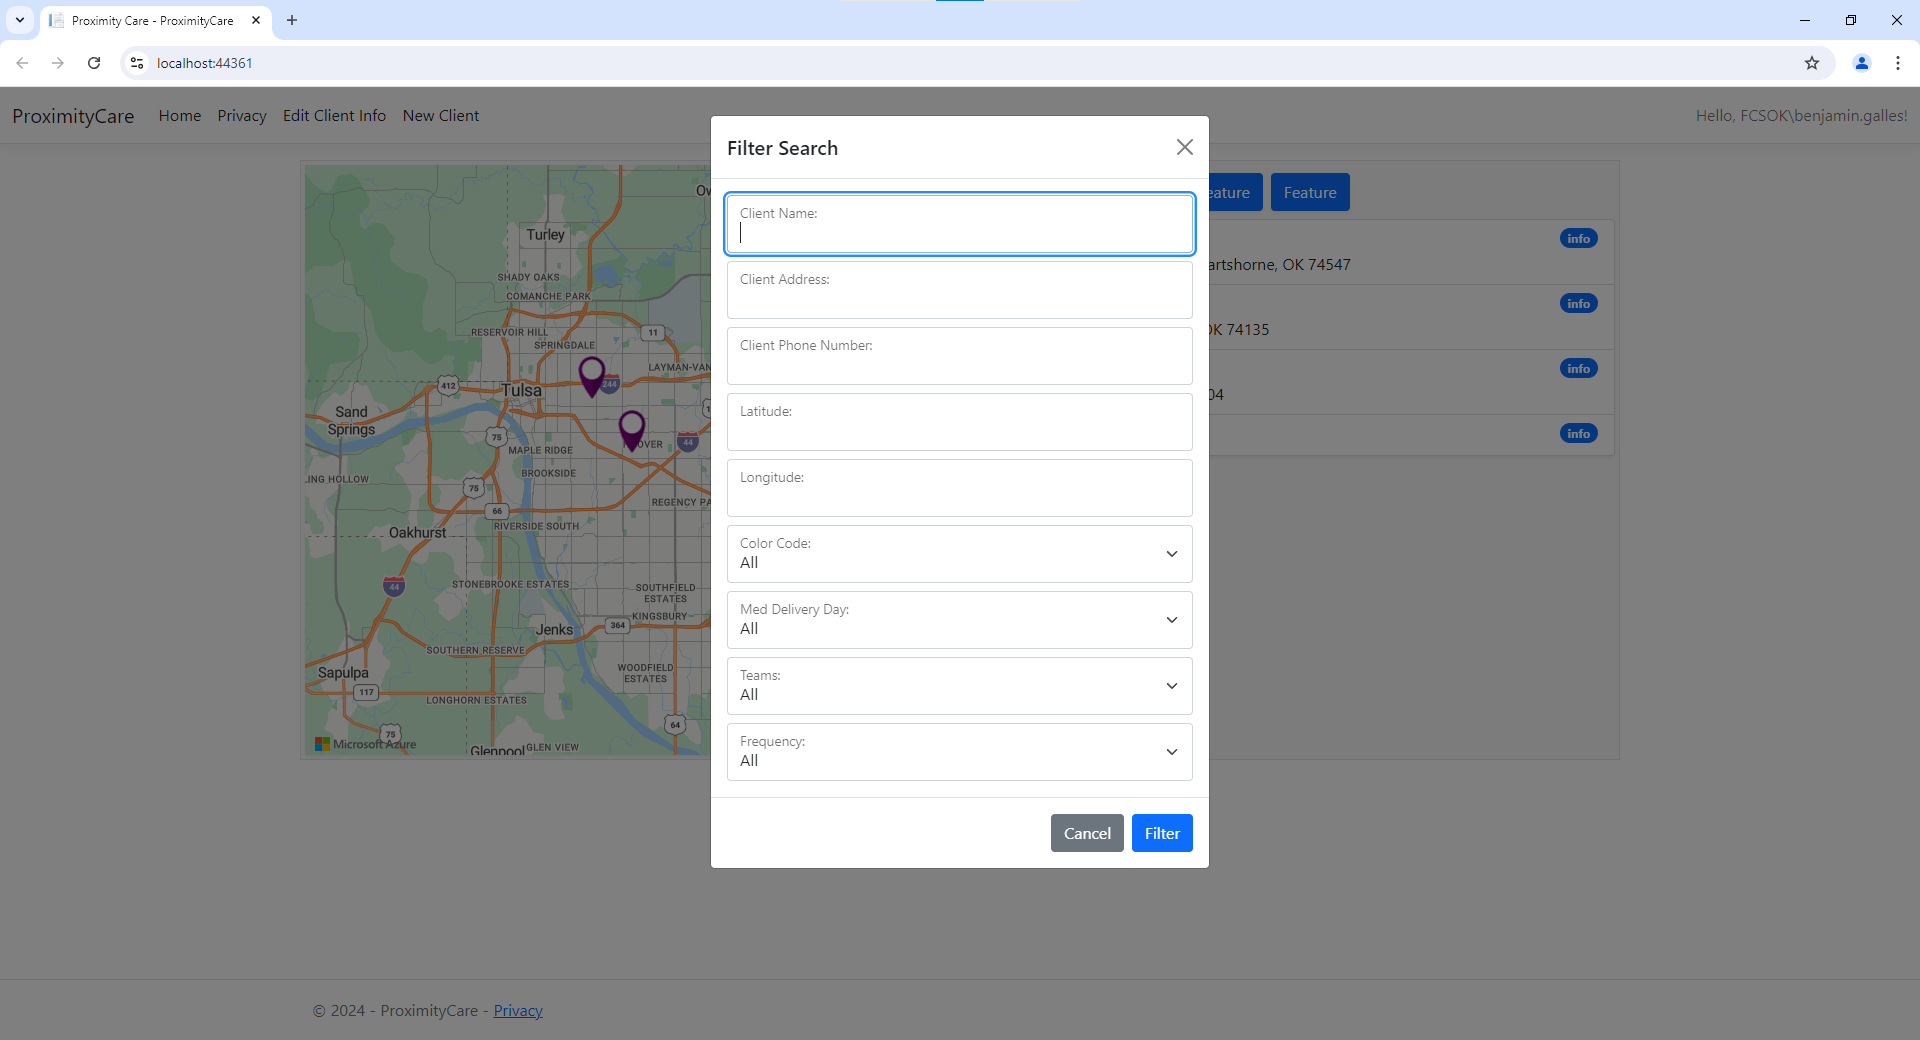 Proximity Care - ProximityCare
localhost:44361
ProximityCare Home Privacy Edit Client Info New Client
Hello, FCSOK\benjamin.galles!
Filter Search
Client Name:
Client Address:
Client Phone Number:
Latitude:
Longitude:
Color Code:
All
Med Delivery Day:
All
Teams:
All
Frequency:
All
Cancel Filter
Turley
SHADY OAKS
COMANCHE PARK
RESERVOIR HILL
11
SPRINGDALE
LAYMAN-VAN
412
Tulsa
244
Sand
Springs
75
44
MAPLE RIDGE
BROOKSIDE
LING HOLLOW
75
REGENCY PA
66
RIVERSIDE SOUTH
Oakhurst
44
STONEBROOKE ESTATES
SOUTHFIELD
ESTATES
KINGSBURY
364
Jenks
SOUTHERN RESERVE
WOODFIELD
ESTATES
Sapulpa
117
LONGHORN ESTATES
64
75
Microsoft Azure
Glenpool
GLEN VIEW
eature
Feature
info
artshorne, OK 74547
info
OK 74135
info
04
info
© 2024 - ProximityCare - Privacy